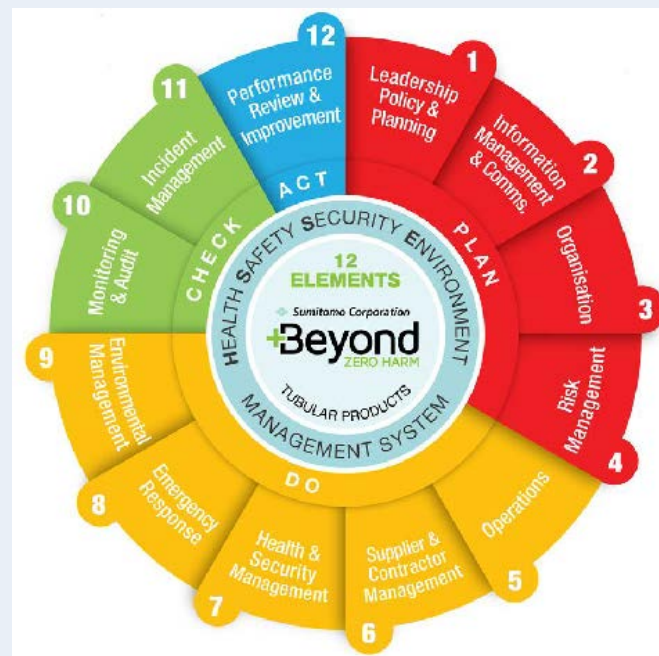 12
Performance
Review &
Improvement
1
Leadership
Policy &
Planning
2
Information
Management
& Comms.
3
Organisation
4
Risk
Management
5
Operations
6
Supplier &
Contractor
Management
7
Health &
Security
Management
8
Emergency
Response
9
Environmental
Management
10
Monitoring
& Audit
11
Incident
Management
PLAN
DO
CHECK
ACT
HEALTH SAFETY SECURITY ENVIRONMENT
MANAGEMENT SYSTEM
12
ELEMENTS
Sumitomo Corporation
+Beyond
ZERO HARM
TUBULAR PRODUCTS